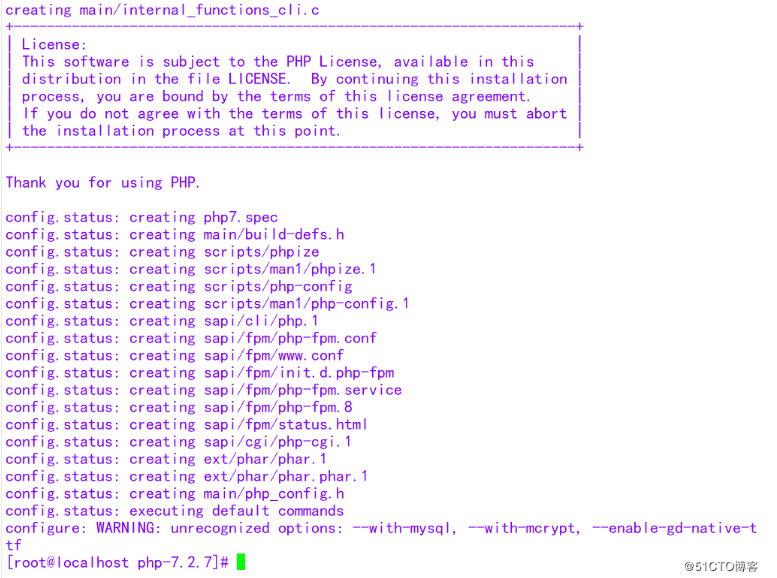 creating main/internal_functions_cli.c
+--------------------------------------------------------------------+
| License:                                                           |
| This software is subject to the PHP License, available in this     |
| distribution in the file LICENSE.  By continuing this installation |
| process, you are bound by the terms of this license agreement.     |
| If you do not agree with the terms of this license, you must abort |
| the installation process at this point.                            |
+--------------------------------------------------------------------+

Thank you for using PHP.

config.status: creating php7.spec
config.status: creating main/build-defs.h
config.status: creating scripts/phpize
config.status: creating scripts/man1/phpize.1
config.status: creating scripts/php-config
config.status: creating scripts/man1/php-config.1
config.status: creating sapi/cli/php.1
config.status: creating sapi/fpm/php-fpm.conf
config.status: creating sapi/fpm/www.conf
config.status: creating sapi/fpm/init.d.php-fpm
config.status: creating sapi/fpm/php-fpm.service
config.status: creating sapi/fpm/php-fpm.8
config.status: creating sapi/fpm/status.html
config.status: creating sapi/cgi/php-cgi.1
config.status: creating ext/phar/phar.1
config.status: creating ext/phar/phar.phar.1
config.status: creating main/php_config.h
config.status: executing default commands
configure: WARNING: unrecognized options: --with-mysql, --with-mcrypt, --enable-gd-native-t
tf
[root@localhost php-7.2.7]#
@51CTO博客